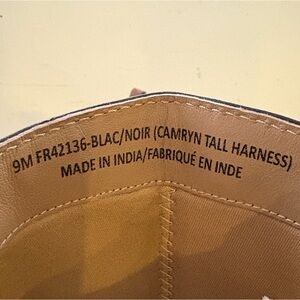 9M FR42136-BLAC/NOIR (CAMRYN TALL HARNESS)
MADE IN INDIA/FABRIQUÉ EN INDE